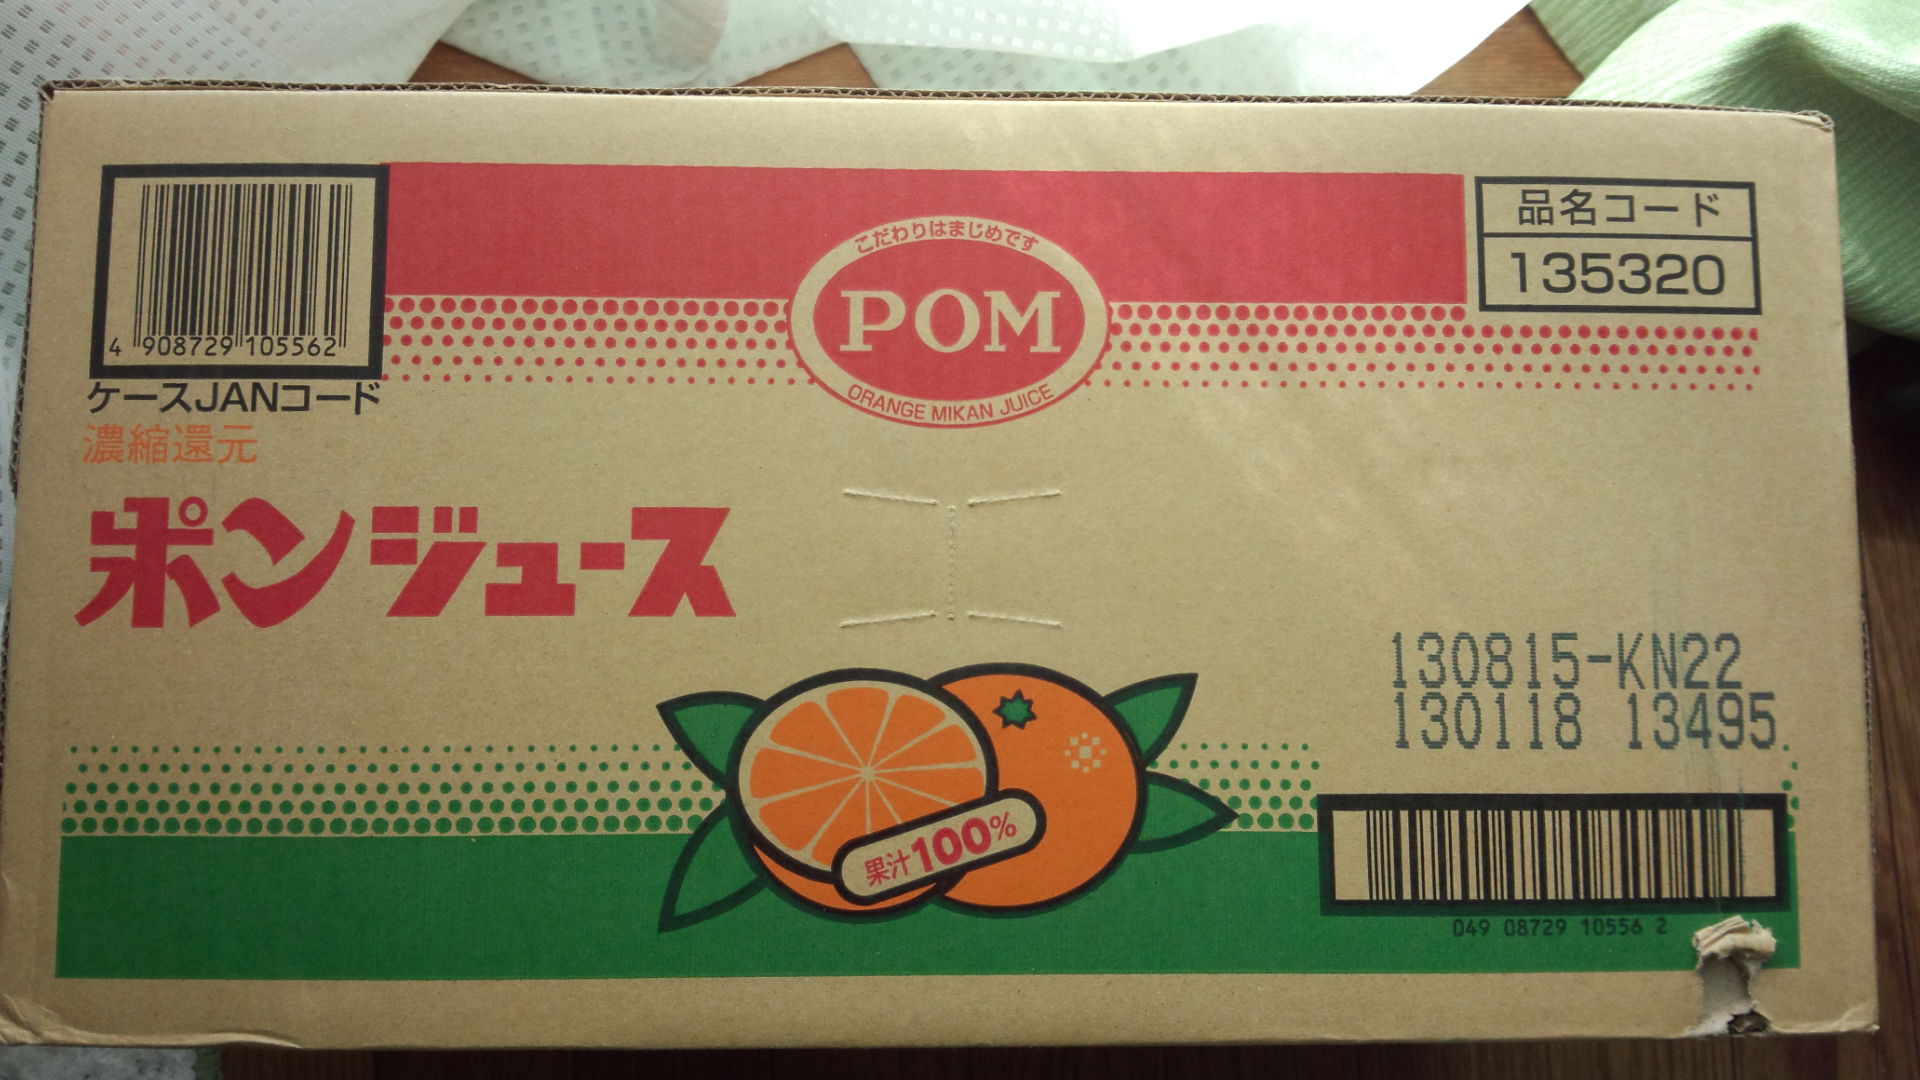 4 908729 105562
ケースJANコード
濃縮還元
ポンジュース
こだわりはまじめです
POM
ORANGE MIKAN JUICE
品名コード
135320
果汁100%
130815-KN22
130118 13495
049 08729 10556 2